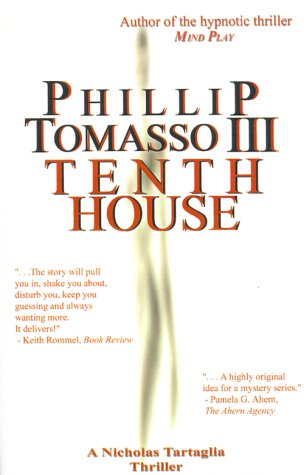 Author of the hypnotic thriller
MIND PLAY
PHILLIP
TOMASSO III
TENTH
HOUSE
". . .The story will pull
you in, shake you about,
disturb you, keep you
guessing and always
wanting more.
It delivers!"
- Keith Rommel, Book Review
". . . A highly original
idea for a mystery series."
- Pamela G. Ahern,
The Ahern Agency
A Nicholas Tartaglia
Thriller